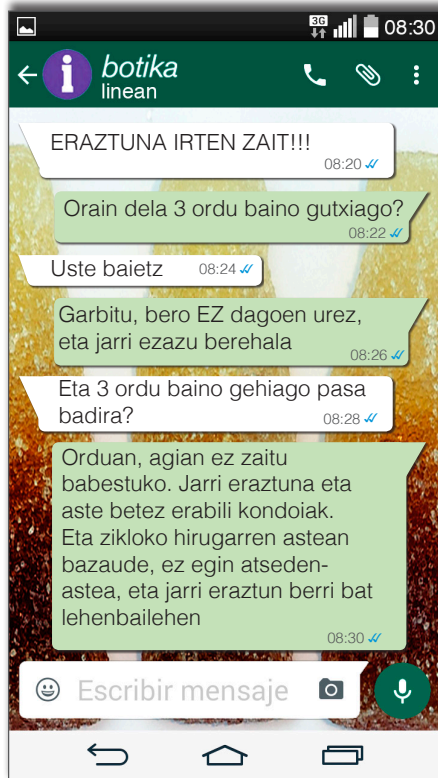 3G 08:30
botika
linean
ERAZTUNA IRTEN ZAIT!!!
08:20
Orain dela 3 ordu baino gutxiago?
08:22
Uste baietz 08:24
Garbitu, bero EZ dagoen urez,
eta jarri ezazu berehala
08:26
Eta 3 ordu baino gehiago pasa
badira? 08:28
Orduan, agian ez zaitu
babestuko. Jarri eraztuna eta
aste betez erabili kondoiak.
Eta zikloko hirugarren astean
bazaude, ez egin atseden-
astea, eta jarri eraztun berri bat
lehenbailehen
08:30
Escribir mensaje